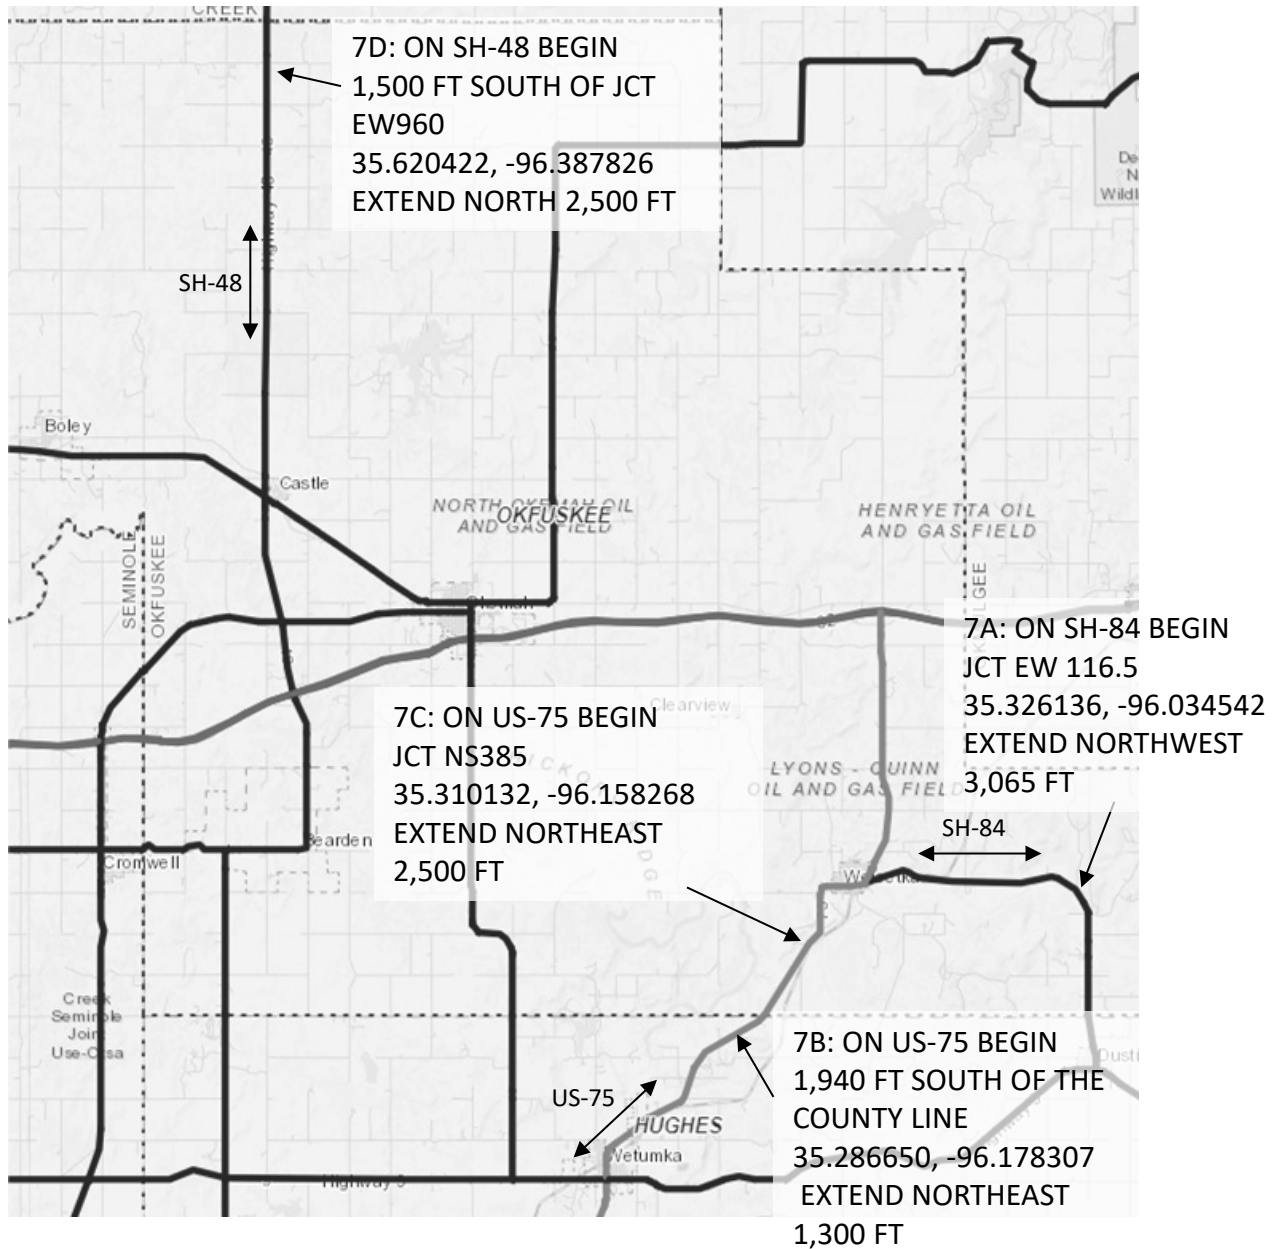 CREEK
7D: ON SH-48 BEGIN
1,500 FT SOUTH OF JCT
EW960
35.620422, -96.387826
EXTEND NORTH 2,500 FT
SH-48
Boley
Castle
NORTH OKEMAH OIL
AND GAS FIELD
OKFUSKEE
HENRYETTA OIL
AND GAS FIELD
SEMINOLE
OKFUSKEE
7A: ON SH-84 BEGIN
JCT EW 116.5
35.326136, -96.034542
EXTEND NORTHWEST
3,065 FT
Clearview
7C: ON US-75 BEGIN
JCT NS385
35.310132, -96.158268
EXTEND NORTHEAST
2,500 FT
LYONS - QUINN
OIL AND GAS FIELD
SH-84
Bearden
Cromwell
Creek
Seminole
Joint
7B: ON US-75 BEGIN
1,940 FT SOUTH OF THE
COUNTY LINE
35.286650, -96.178307
EXTEND NORTHEAST
1,300 FT
US-75
HUGHES
Wetumka
Dusti